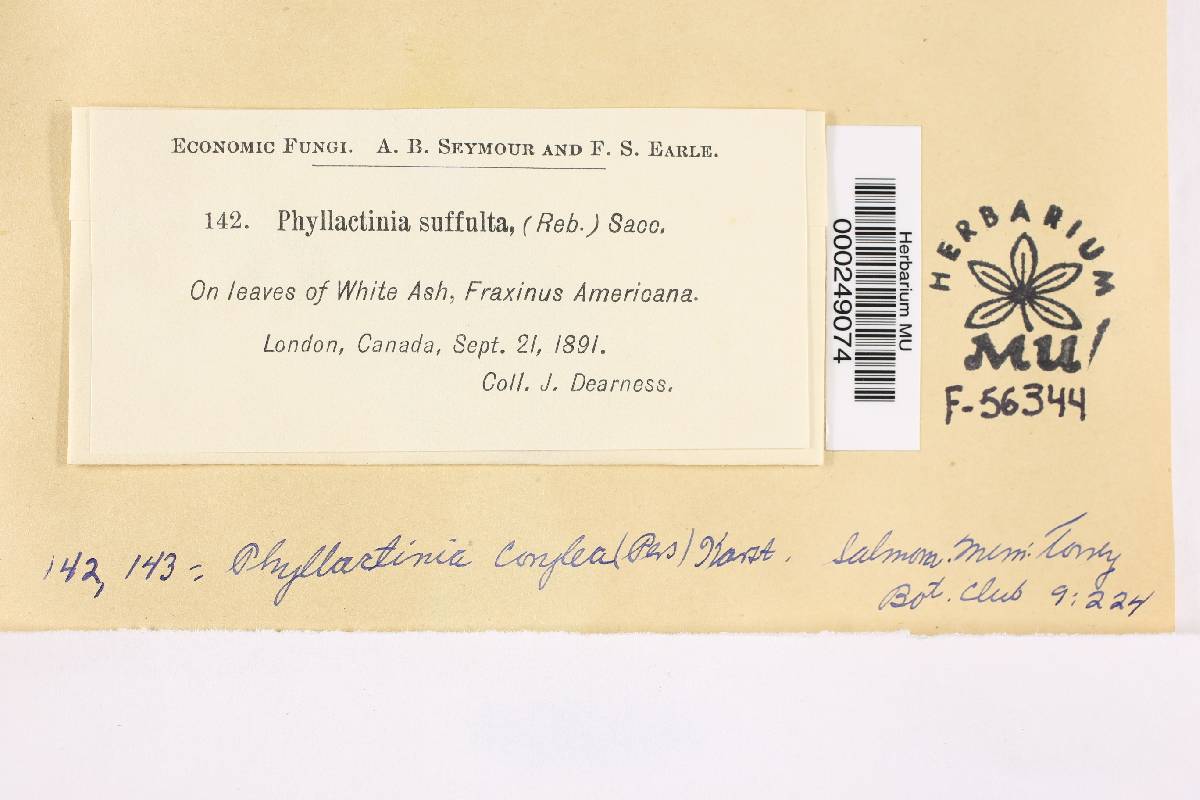 ECONOMIC FUNGI. A. B. SEYMOUR AND F. S. EARLE.
142. Phyllactinia suffulta, (Reb.) Sacc.
On leaves of White Ash, Fraxinus Americana.
London, Canada, Sept. 21, 1891.
Coll. J. Dearness.
Herbarium MU
000249074
HERBARIUM
MU
F-56344
142, 143 = Phyllactinia Corylea (Pers) Karst. Salmon. Mem. Torrey
Bot. Club 9: 224